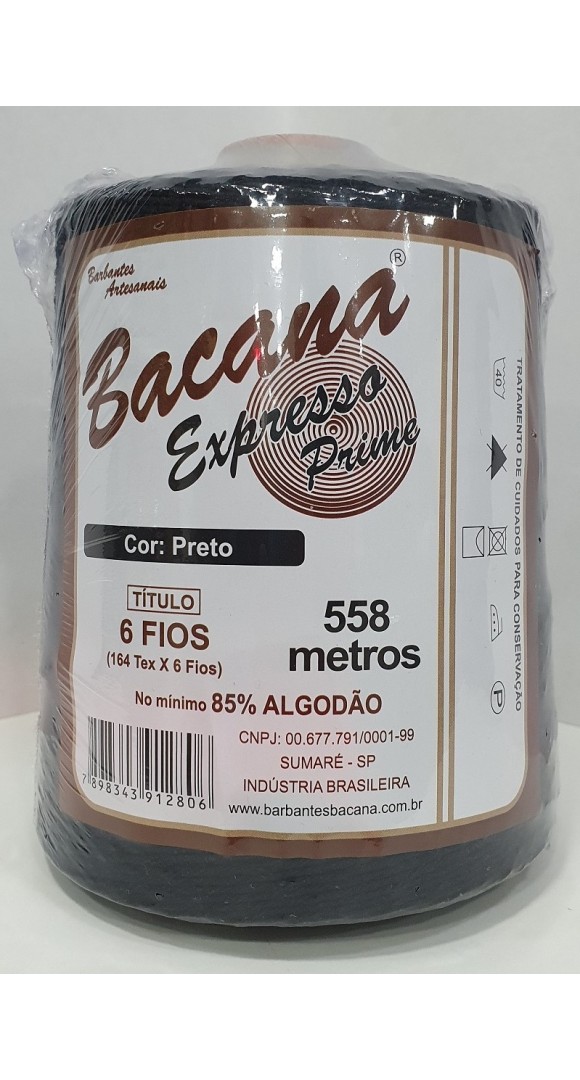 Barbantes
Artesanais
Bacana
®
Expresso
Prime
Cor: Preto
TÍTULO
6 FIOS
(164 Tex X 6 Fios)
558
metros
No mínimo 85% ALGODÃO
CNPJ: 00.677.791/0001-99
SUMARÉ - SP
INDÚSTRIA BRASILEIRA
www.barbantesbacana.com.br
7 898343 912806
TRATAMENTO DE CUIDADOS PARA CONSERVAÇÃO
40
P